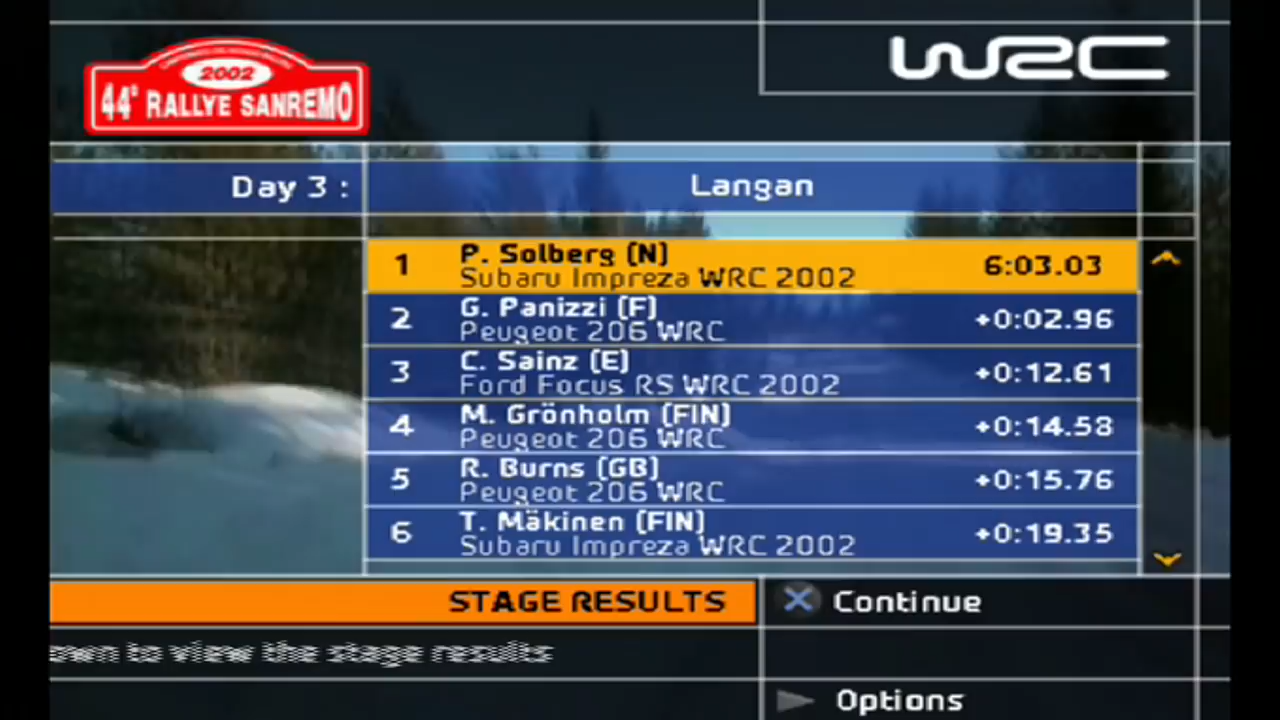 2002
44° RALLYE SANREMO
WRC
Day 3 :
Langan
1
P. Solberg (N)
Subaru Impreza WRC 2002
6:03.03
2
G. Panizzi (F)
Peugeot 206 WRC
+0:02.96
3
C. Sainz (E)
Ford Focus RS WRC 2002
+0:12.61
4
M. Grönholm (FIN)
Peugeot 206 WRC
+0:14.58
5
R. Burns (GB)
Peugeot 206 WRC
+0:15.76
6
T. Mäkinen (FIN)
Subaru Impreza WRC 2002
+0:19.35
STAGE RESULTS
Continue
own to view the stage results
Options